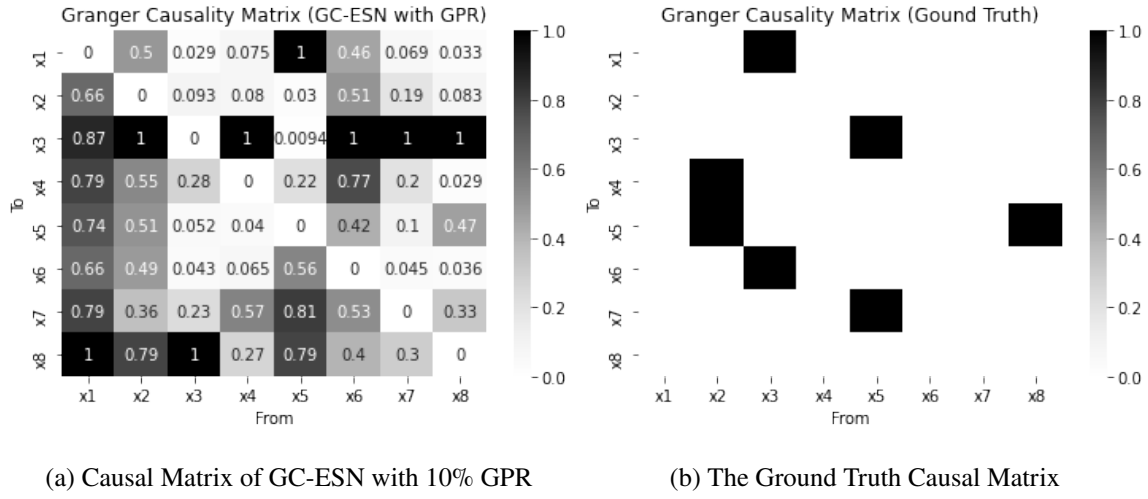 Granger Causality Matrix (GC-ESN with GPR)
x1 0 0.5 0.029 0.075 1 0.46 0.069 0.033
x2 0.66 0 0.093 0.08 0.03 0.51 0.19 0.083
x3 0.87 1 0 1 0.0094 1 1 1
x4 0.79 0.55 0.28 0 0.22 0.77 0.2 0.029
x5 0.74 0.51 0.052 0.04 0 0.42 0.1 0.47
x6 0.66 0.49 0.043 0.065 0.56 0 0.045 0.036
x7 0.79 0.36 0.23 0.57 0.81 0.53 0 0.33
x8 1 0.79 1 0.27 0.79 0.4 0.3 0
To
x1 x2 x3 x4 x5 x6 x7 x8
From
1.0
0.8
0.6
0.4
0.2
0.0
(a) Causal Matrix of GC-ESN with 10% GPR
Granger Causality Matrix (Gound Truth)
x1
x2
x3
x4
x5
x6
x7
x8
To
x1 x2 x3 x4 x5 x6 x7 x8
From
1.0
0.8
0.6
0.4
0.2
0.0
(b) The Ground Truth Causal Matrix